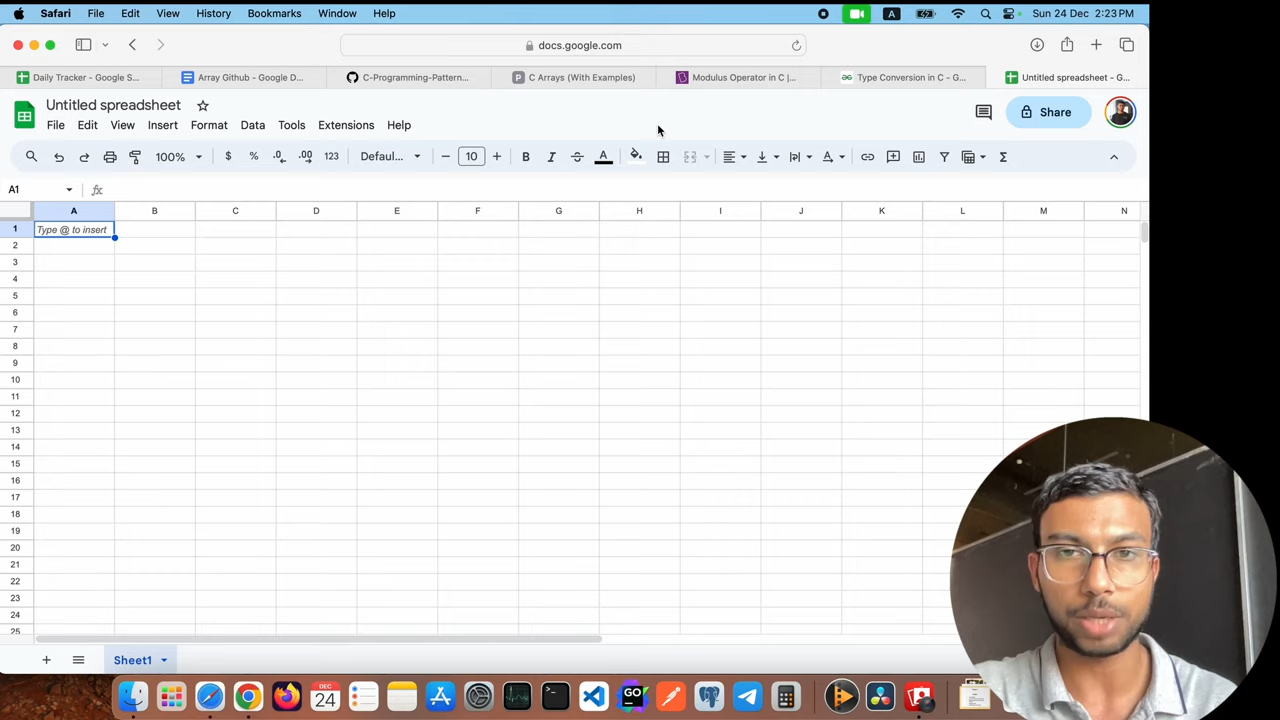 Safari File Edit View History Bookmarks Window Help A Sun 24 Dec 2:23 PM
docs.google.com
Daily Tracker - Google S... Array Github - Google D... C-Programming-Pattern... P C Arrays (With Examples) Modulus Operator in C |... Type Conversion in C - G... Untitled spreadsheet - G...
Untitled spreadsheet
Share
File Edit View Insert Format Data Tools Extensions Help
100% $ % .0 .00 123 Defaul... - 10 + B I S A Σ
A1 fx
A B C D E F G H I J K L M N
1 Type @ to insert
2
3
4
5
6
7
8
9
10
11
12
13
14
15
16
17
18
19
20
21
22
23
24
25
+ Sheet1
DEC
24
GO